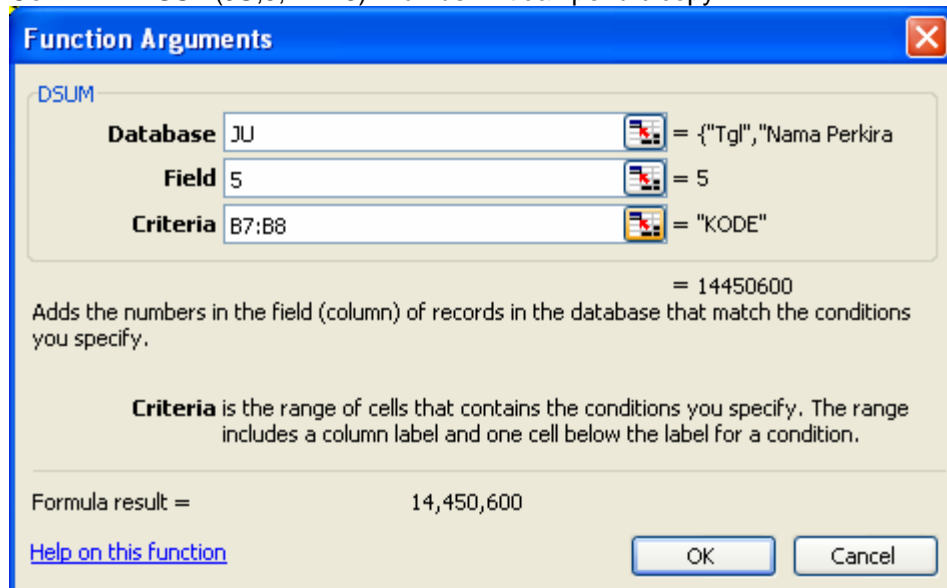 Function Arguments
DSUM
Database JU = {"Tgl","Nama Perkira
Field 5 = 5
Criteria B7:B8 = "KODE"
= 14450600
Adds the numbers in the field (column) of records in the database that match the conditions
you specify.
Criteria is the range of cells that contains the conditions you specify. The range
includes a column label and one cell below the label for a condition.
Formula result = 14,450,600
Help on this function OK Cancel